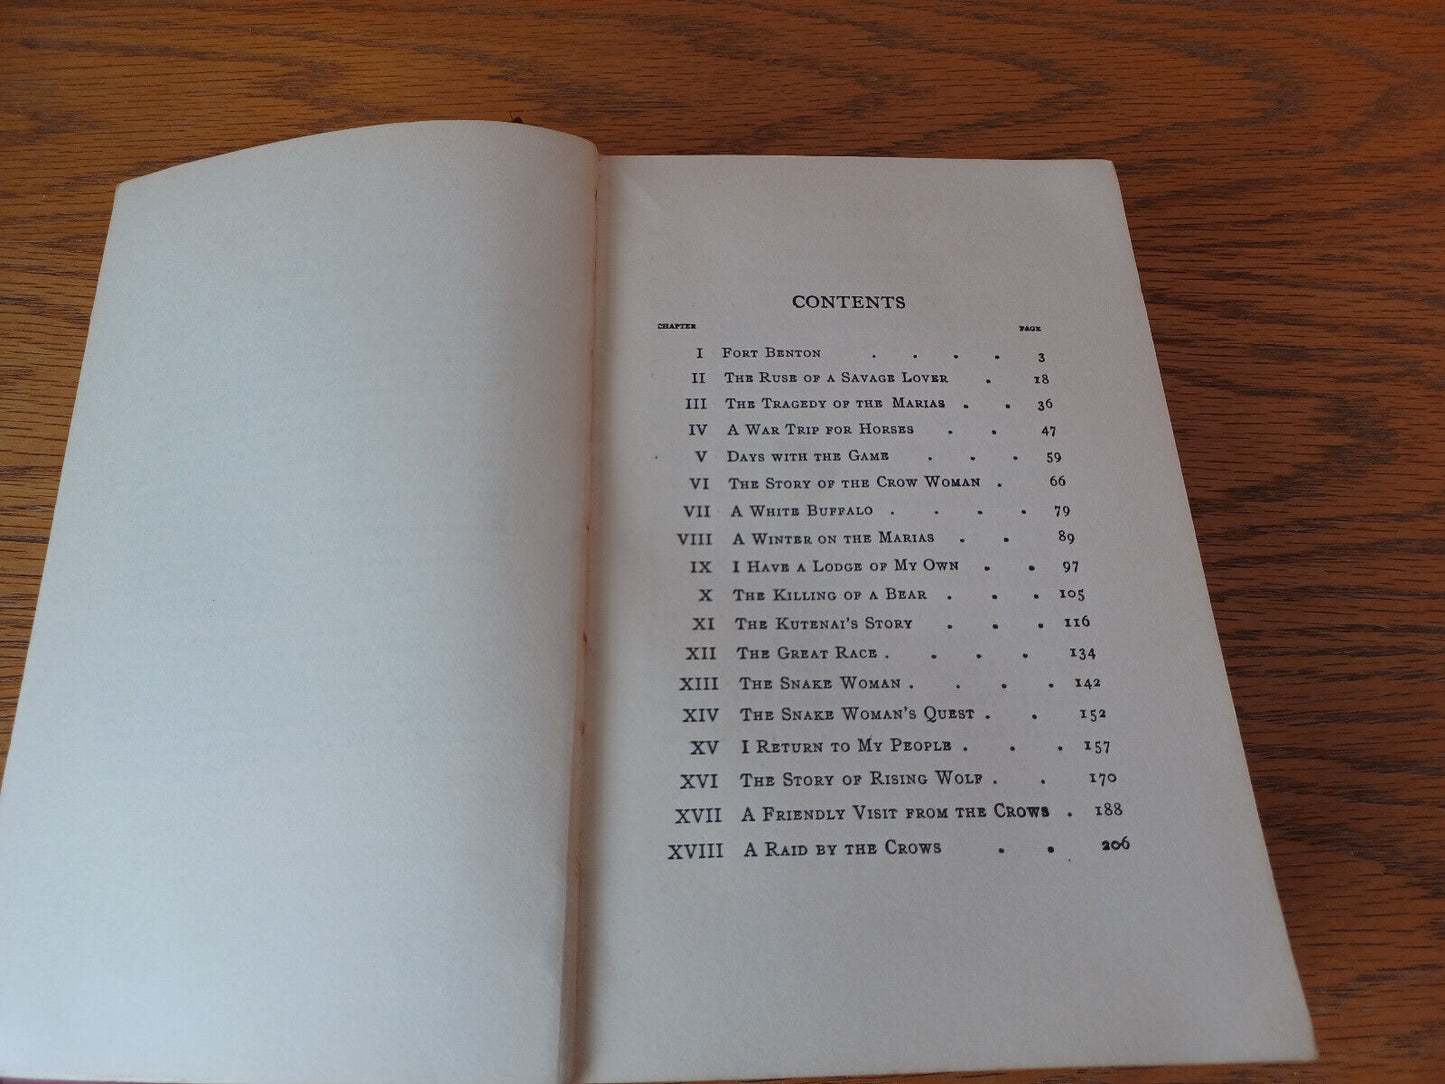 CONTENTS
CHAPTER PAGE
I FORT BENTON . . . . 3
II THE RUSE OF A SAVAGE LOVER . 18
III THE TRAGEDY OF THE MARIAS . . 36
IV A WAR TRIP FOR HORSES . . 47
V DAYS WITH THE GAME . . . 59
VI THE STORY OF THE CROW WOMAN . 66
VII A WHITE BUFFALO . . . . 79
VIII A WINTER ON THE MARIAS . . 89
IX I HAVE A LODGE OF MY OWN . . 97
X THE KILLING OF A BEAR . . . 105
XI THE KUTENAI'S STORY . . . 116
XII THE GREAT RACE . . . . 134
XIII THE SNAKE WOMAN . . . . 142
XIV THE SNAKE WOMAN'S QUEST . . 152
XV I RETURN TO MY PEOPLE . . . 157
XVI THE STORY OF RISING WOLF . . 170
XVII A FRIENDLY VISIT FROM THE CROWS . 188
XVIII A RAID BY THE CROWS . . 206